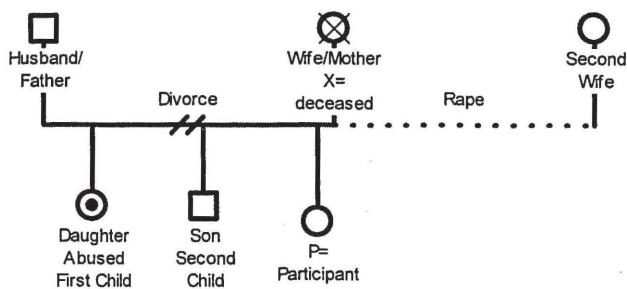 Husband/
Father
Wife/Mother
X=
deceased
Second
Wife
Divorce
Rape
Daughter
Abused
First Child
Son
Second
Child
P=
Participant